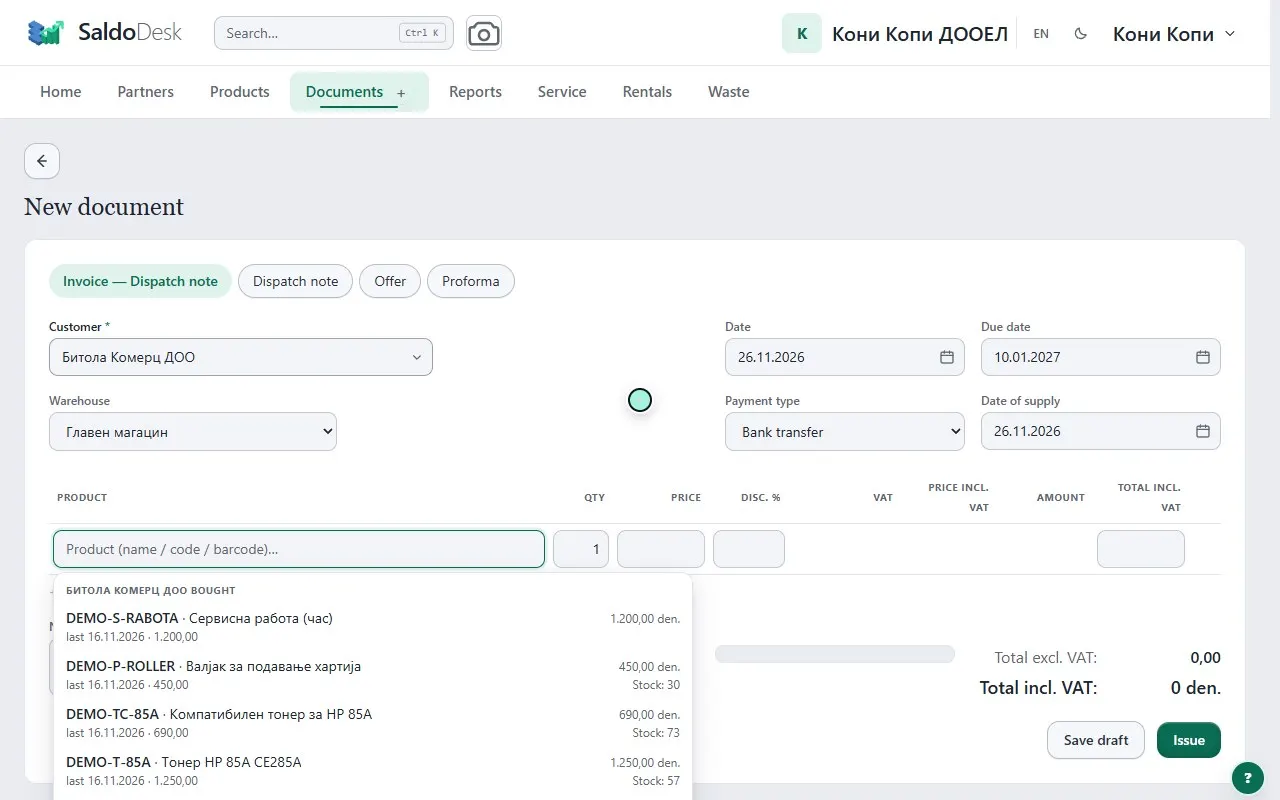 SaldoDesk
Search...
Ctrl K
К
Кони Копи ДООЕЛ
EN
Кони Копи
Home
Partners
Products
Documents +
Reports
Service
Rentals
Waste
New document
Invoice — Dispatch note
Dispatch note
Offer
Proforma
Customer *
Date
Due date
Битола Комерц ДОО
26.11.2026
10.01.2027
Warehouse
Payment type
Date of supply
Главен магацин
Bank transfer
26.11.2026
PRODUCT
QTY
PRICE
DISC. %
VAT
PRICE INCL. VAT
AMOUNT
TOTAL INCL. VAT
Product (name / code / barcode)...
1
БИТОЛА КОМЕРЦ ДОО BOUGHT
DEMO-S-RABOTA · Сервисна работа (час)
1.200,00 den.
last 16.11.2026 · 1.200,00
DEMO-P-ROLLER · Валјак за подавање хартија
450,00 den.
last 16.11.2026 · 450,00
Stock: 30
DEMO-TC-85A · Компатибилен тонер за HP 85A
690,00 den.
last 16.11.2026 · 690,00
Stock: 73
DEMO-T-85A · Тонер HP 85A CE285A
1.250,00 den.
last 16.11.2026 · 1.250,00
Stock: 57
Total excl. VAT:
0,00
Total incl. VAT:
0 den.
Save draft
Issue
?